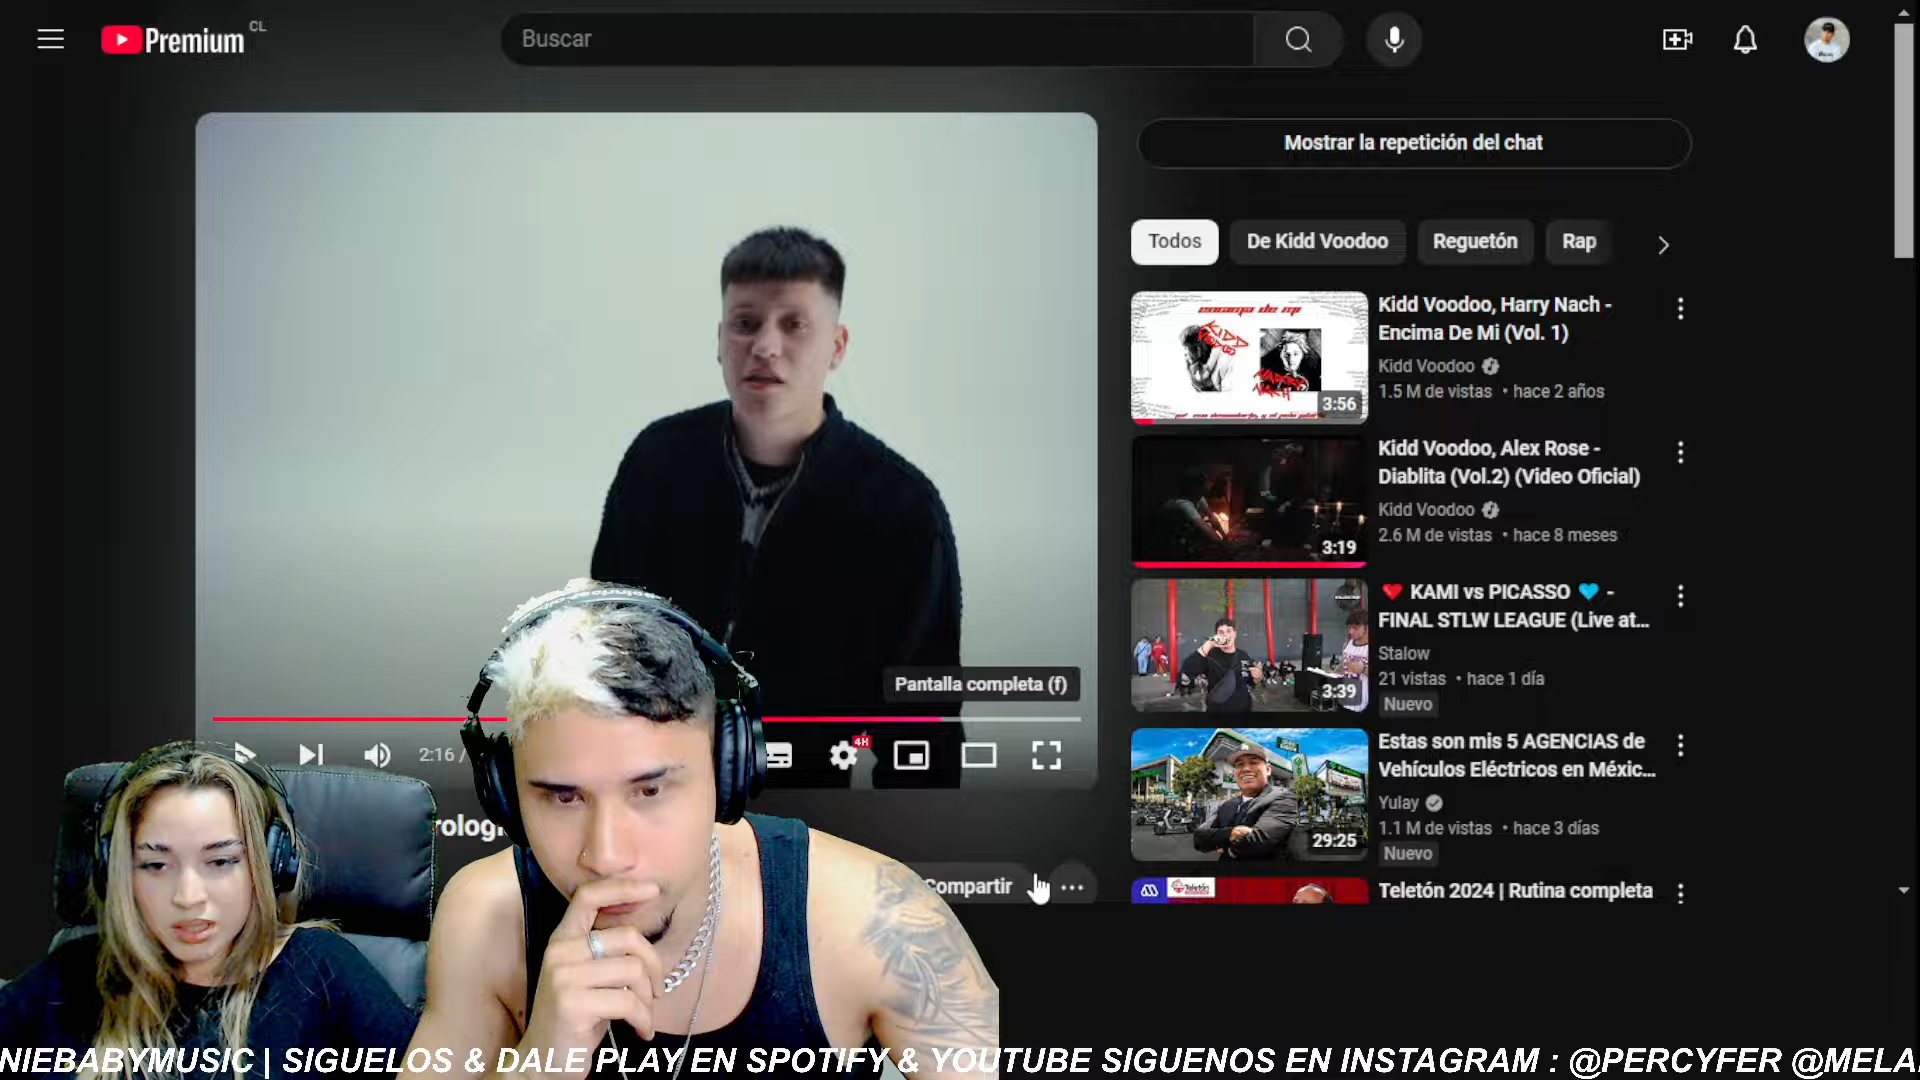 Premium CL
Buscar
Mostrar la repetición del chat
Todos
De Kidd Voodoo
Reguetón
Rap
encima de mi
3:56
Kidd Voodoo, Harry Nach -
Encima De Mi (Vol. 1)
Kidd Voodoo
1.5 M de vistas • hace 2 años
3:19
Kidd Voodoo, Alex Rose -
Diablita (Vol.2) (Video Oficial)
Kidd Voodoo
2.6 M de vistas • hace 8 meses
3:39
KAMI vs PICASSO -
FINAL STLW LEAGUE (Live at...
Stalow
21 vistas • hace 1 día
Nuevo
Pantalla completa (f)
2:16 /
29:25
Estas son mis 5 AGENCIAS de
Vehículos Eléctricos en Méxic...
Yulay
1.1 M de vistas • hace 3 días
Nuevo
Compartir
Teletón
Teletón 2024 | Rutina completa
NIEBABYMUSIC | SIGUELOS & DALE PLAY EN SPOTIFY & YOUTUBE SIGUENOS EN INSTAGRAM : @PERCYFER @MELA